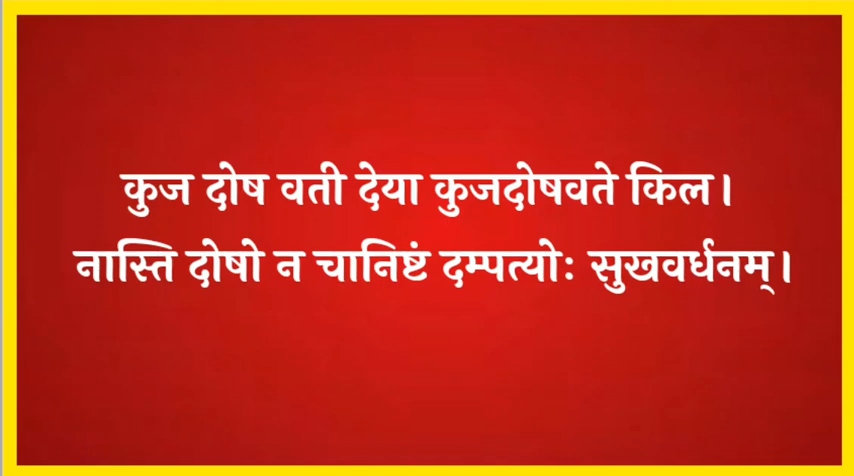 कुज दोष वती देया कुजदोषवते किल।
नास्ति दोषो न चानिष्टं दम्पत्योः सुखवर्धनम्।